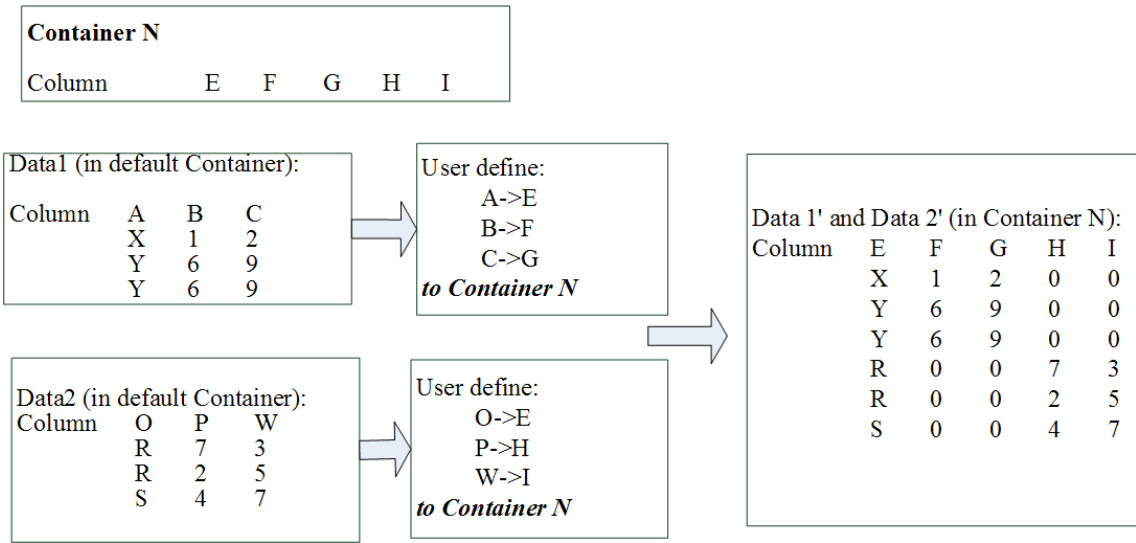 Container N
Column E F G H I
Data1 (in default Container):
Column A B C
X 1 2
Y 6 9
Y 6 9
User define:
A->E
B->F
C->G
to Container N
Data2 (in default Container):
Column O P W
R 7 3
R 2 5
S 4 7
User define:
O->E
P->H
W->I
to Container N
Data 1' and Data 2' (in Container N):
Column E F G H I
X 1 2 0 0
Y 6 9 0 0
Y 6 9 0 0
R 0 0 7 3
R 0 0 2 5
S 0 0 4 7